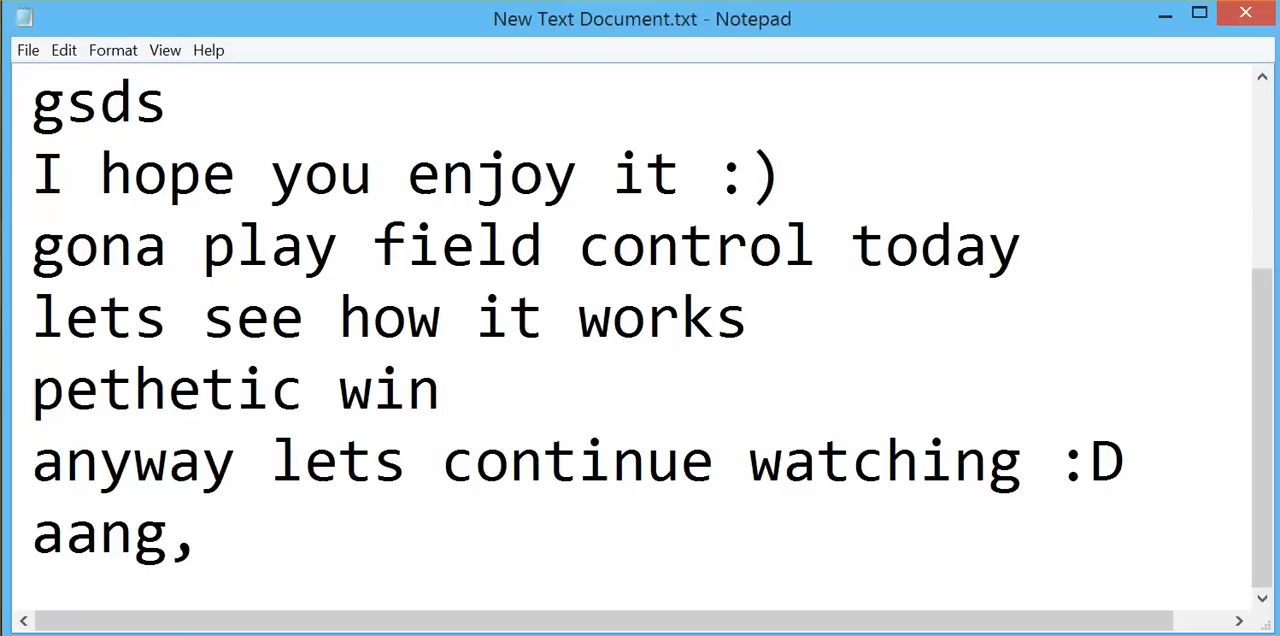 New Text Document.txt - Notepad
File Edit Format View Help
gsds
I hope you enjoy it :)
gona play field control today
lets see how it works
pethetic win
anyway lets continue watching :D
aang,